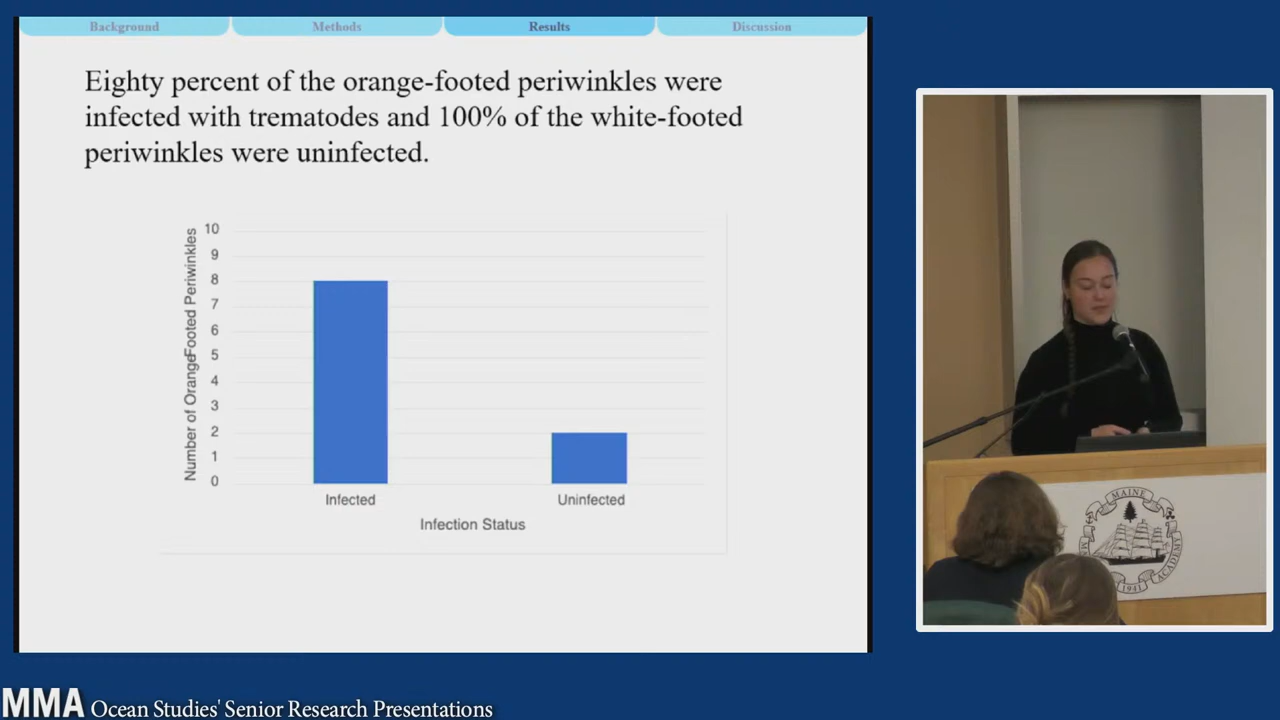 Background
Methods
Results
Discussion
Eighty percent of the orange-footed periwinkles were
infected with trematodes and 100% of the white-footed
periwinkles were uninfected.
Number of Orange-Footed Periwinkles
10
9
8
7
6
5
4
3
2
1
0
Infected
Uninfected
Infection Status
MAINE
ACADEMY
1941
MMA Ocean Studies' Senior Research Presentations